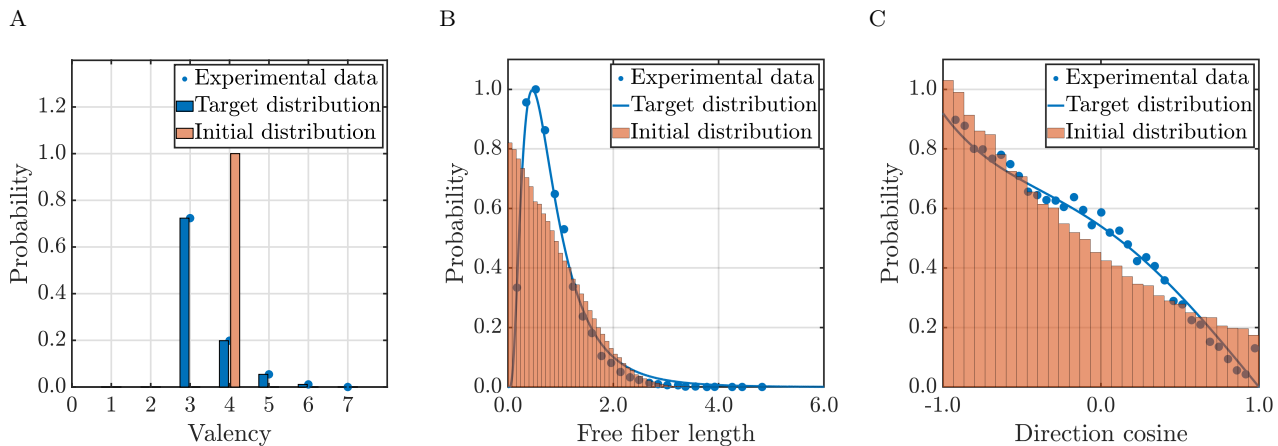 A
B
C
Experimental data
Target distribution
Initial distribution
Probability
1.2
1.0
0.8
0.6
0.4
0.2
0.0
0 1 2 3 4 5 6 7
Valency
Experimental data
Target distribution
Initial distribution
Probability
1.0
0.8
0.6
0.4
0.2
0.0
0.0 2.0 4.0 6.0
Free fiber length
Experimental data
Target distribution
Initial distribution
Probability
1.0
0.8
0.6
0.4
0.2
0.0
-1.0 0.0 1.0
Direction cosine